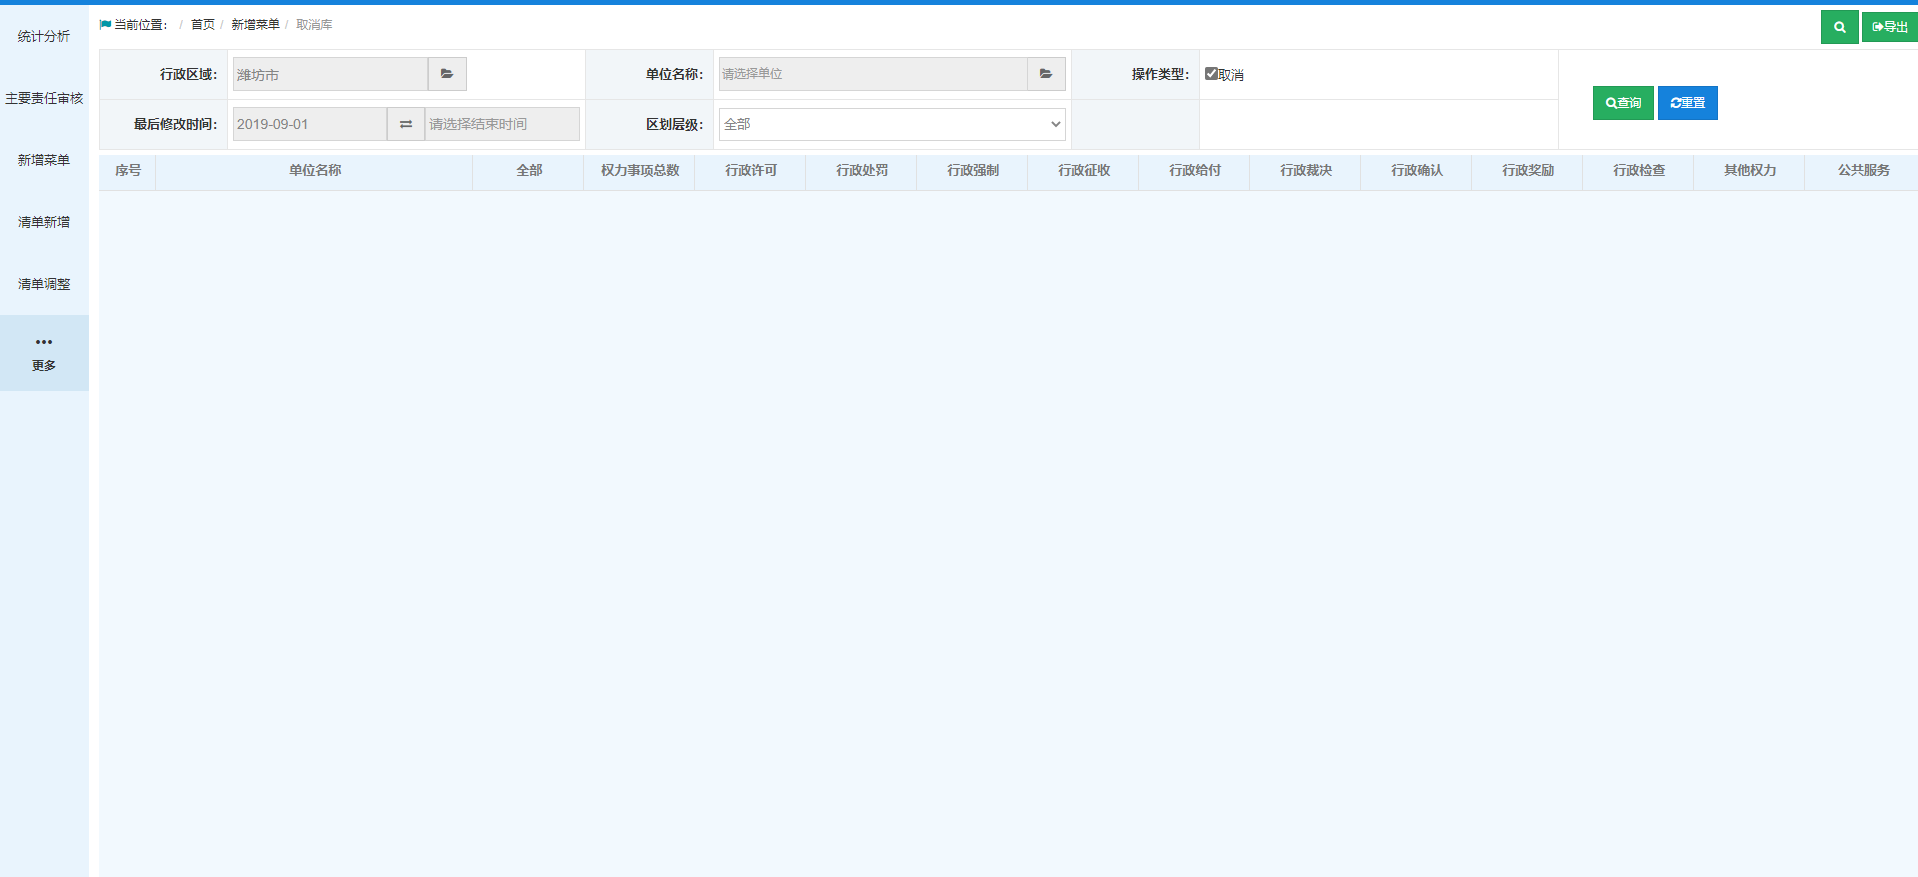 当前位置： / 首页 / 新增菜单 / 取消库
导出
统计分析
主要责任审核
新增菜单
清单新增
清单调整
更多
行政区域： 潍坊市 单位名称： 请选择单位 操作类型： 取消
查询 重置
最后修改时间： 2019-09-01 请选择结束时间 区划层级： 全部
序号 单位名称 全部 权力事项总数 行政许可 行政处罚 行政强制 行政征收 行政给付 行政裁决 行政确认 行政奖励 行政检查 其他权力 公共服务